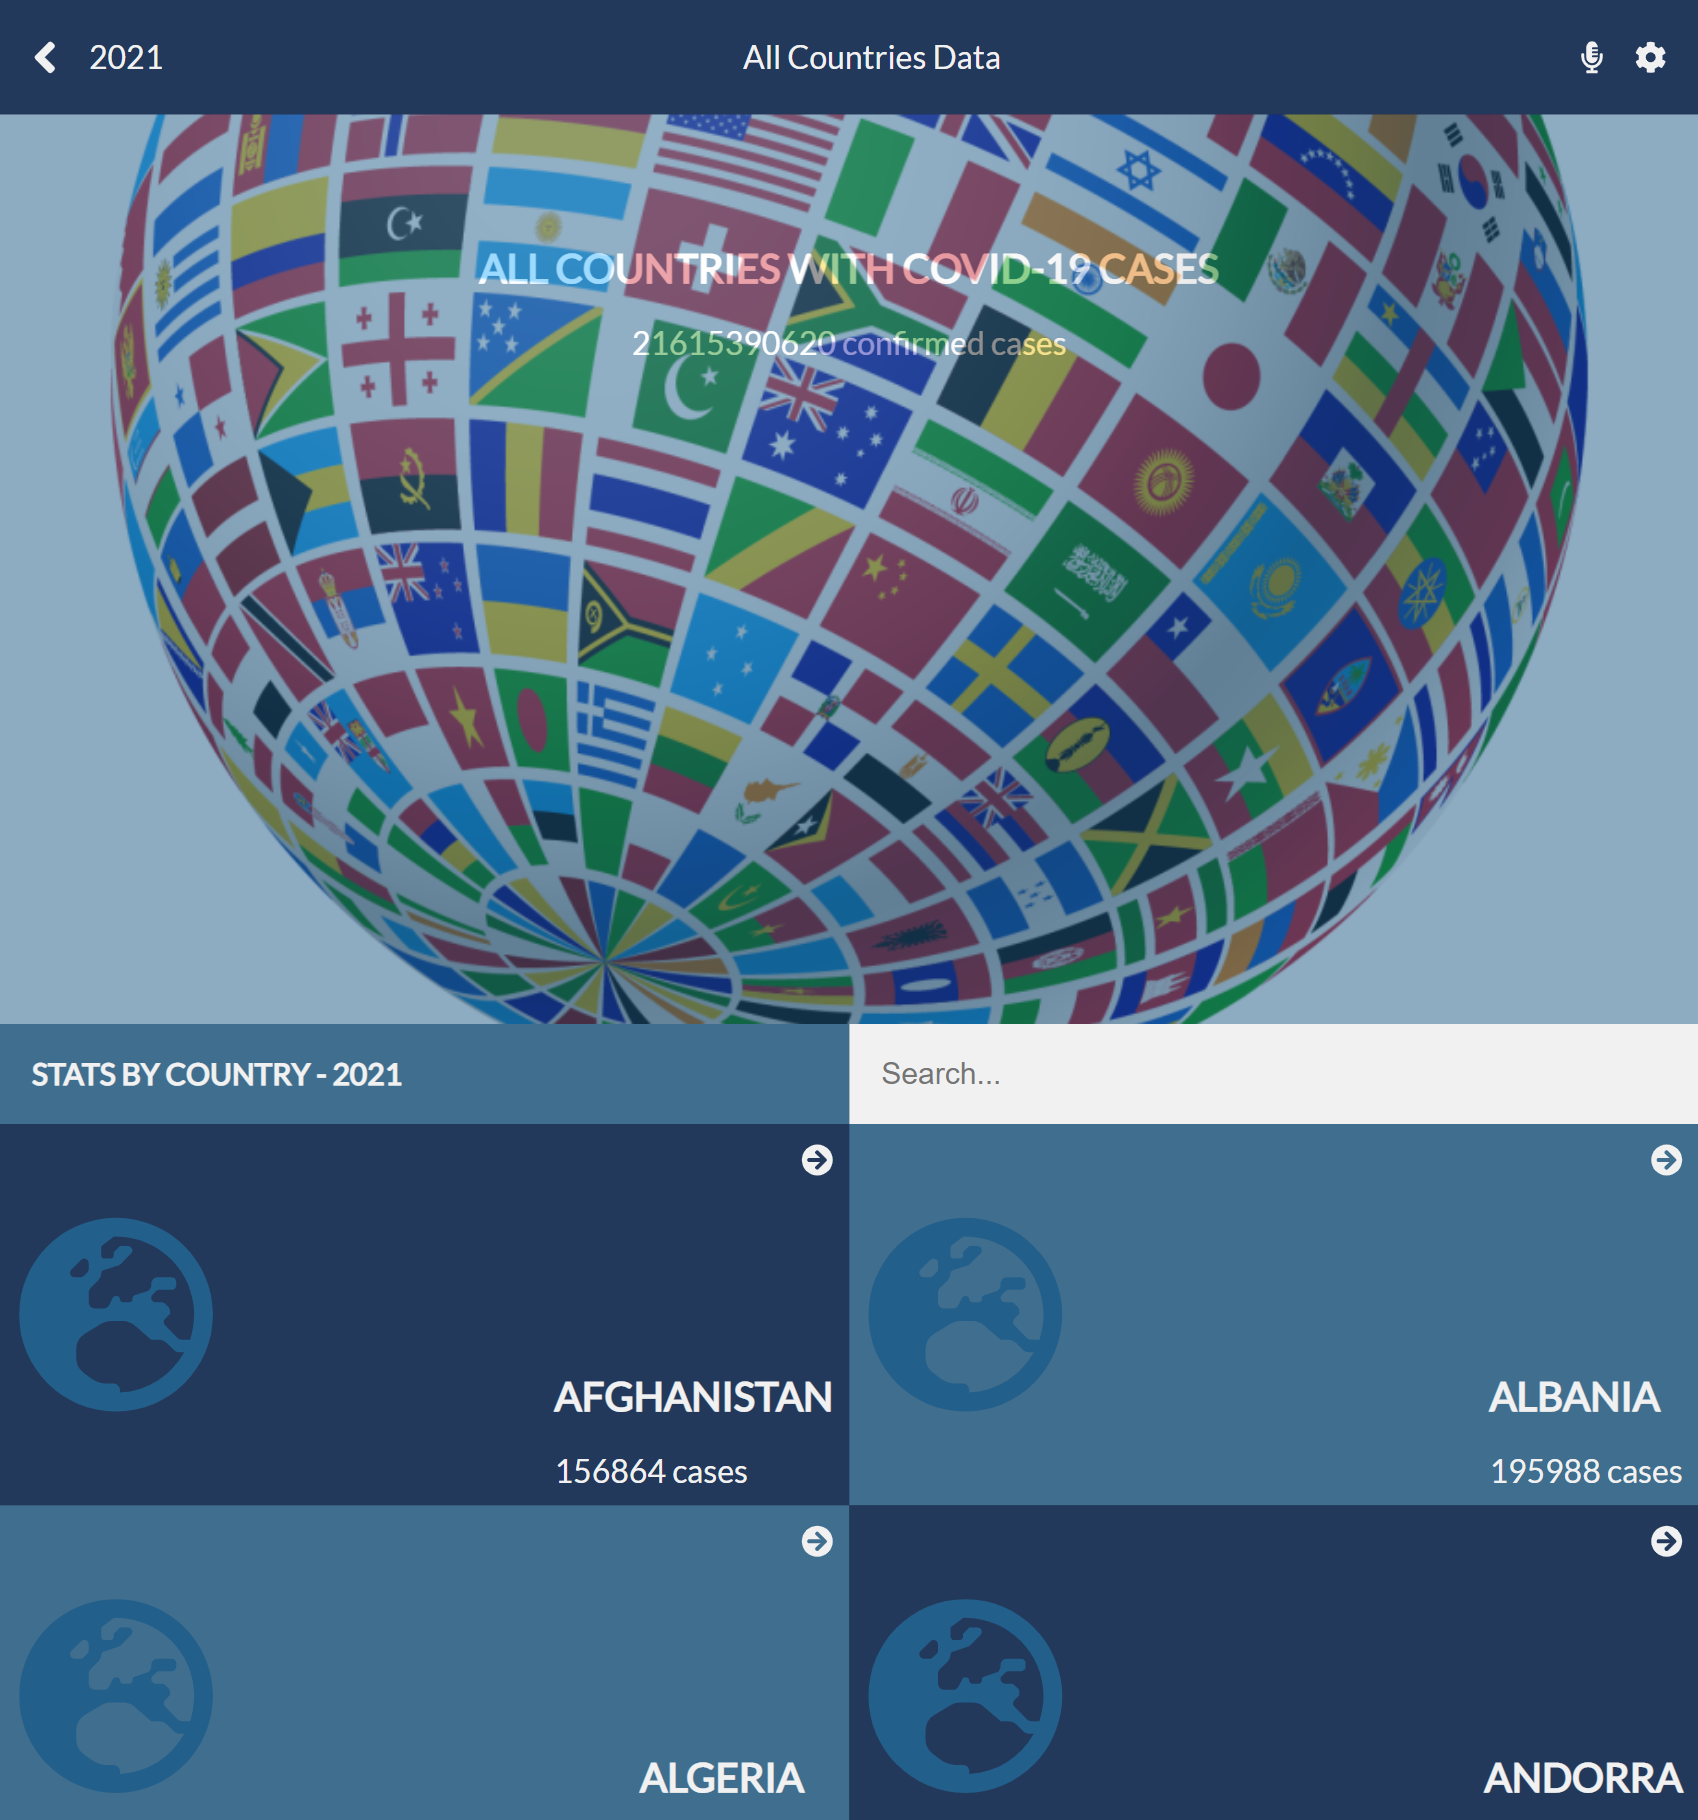 2021
All Countries Data
ALL COUNTRIES WITH COVID-19 CASES
21615390620 confirmed cases
STATS BY COUNTRY - 2021
Search...
AFGHANISTAN
156864 cases
ALBANIA
195988 cases
ALGERIA
ANDORRA